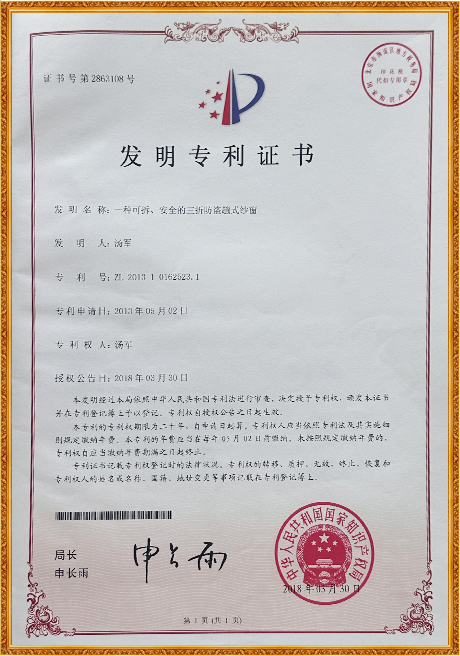 证书号第2863108号
发明专利证书
发明名称：一种可拆、安全的三折防盗趟式纱窗
发明人：汤军
专利号：ZL 2013 1 0162523.1
专利申请日：2013年05月02日
专利权人：汤军
授权公告日：2018年03月30日
本发明经过本局依照中华人民共和国专利法进行审查，决定授予专利权，颁发本证书
并在专利登记簿上予以登记。专利权自授权公告之日起生效。
本专利的专利权期限为二十年，自申请日起算。专利权人应当依照专利法及其实施细
则规定缴纳年费。本专利的年费应当在每年05月02日前缴纳。未按照规定缴纳年费的，
专利权自应当缴纳年费期满之日起终止。
专利证书记载专利权登记时的法律状况。专利权的转移、质押、无效、终止、恢复和
专利权人的姓名或名称、国籍、地址变更等事项记载在专利登记簿上。
局长
申长雨
申长雨
中华人民共和国国家知识产权局
2018年03月30日
第1页（共1页）